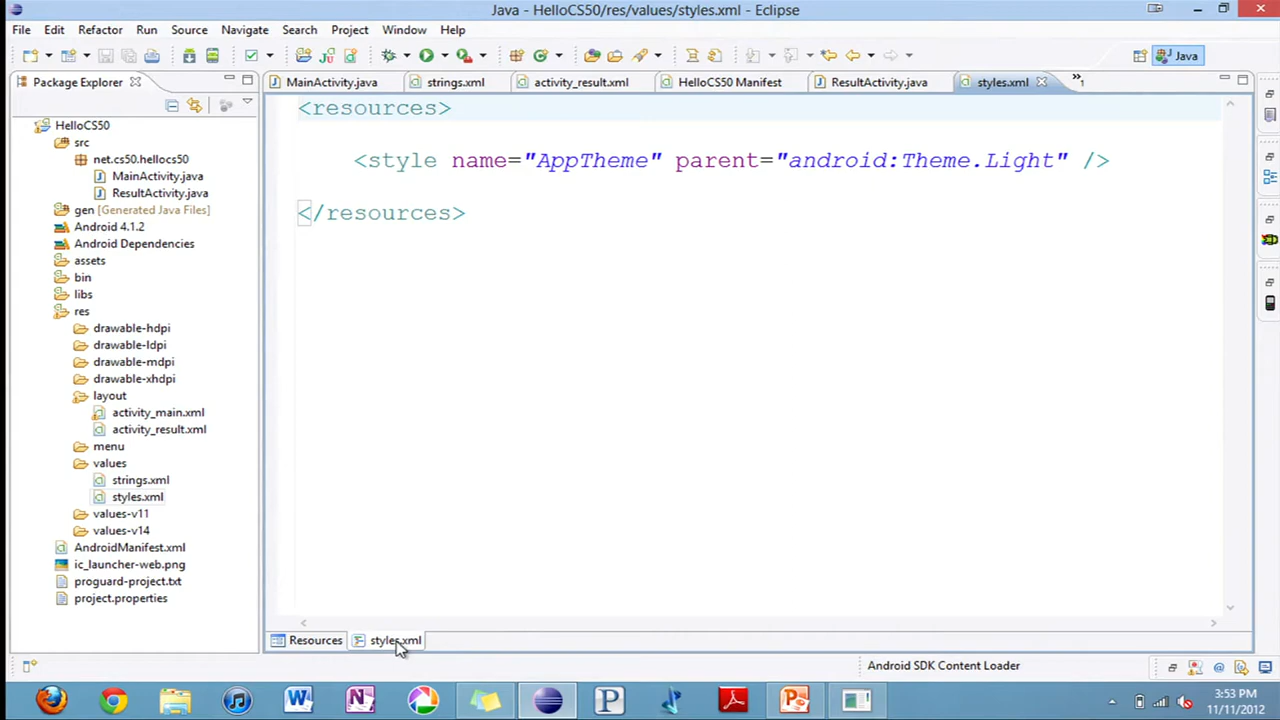 Java - HelloCS50/res/values/styles.xml - Eclipse
File Edit Refactor Run Source Navigate Search Project Window Help
Java
Package Explorer
MainActivity.java strings.xml activity_result.xml HelloCS50 Manifest ResultActivity.java styles.xml »1
HelloCS50
src
net.cs50.hellocs50
MainActivity.java
ResultActivity.java
gen [Generated Java Files]
Android 4.1.2
Android Dependencies
assets
bin
libs
res
drawable-hdpi
drawable-ldpi
drawable-mdpi
drawable-xhdpi
layout
activity_main.xml
activity_result.xml
menu
values
strings.xml
styles.xml
values-v11
values-v14
AndroidManifest.xml
ic_launcher-web.png
proguard-project.txt
project.properties
<resources>
<style name="AppTheme" parent="android:Theme.Light" />
</resources>
Resources styles.xml
Android SDK Content Loader
3:53 PM
11/11/2012